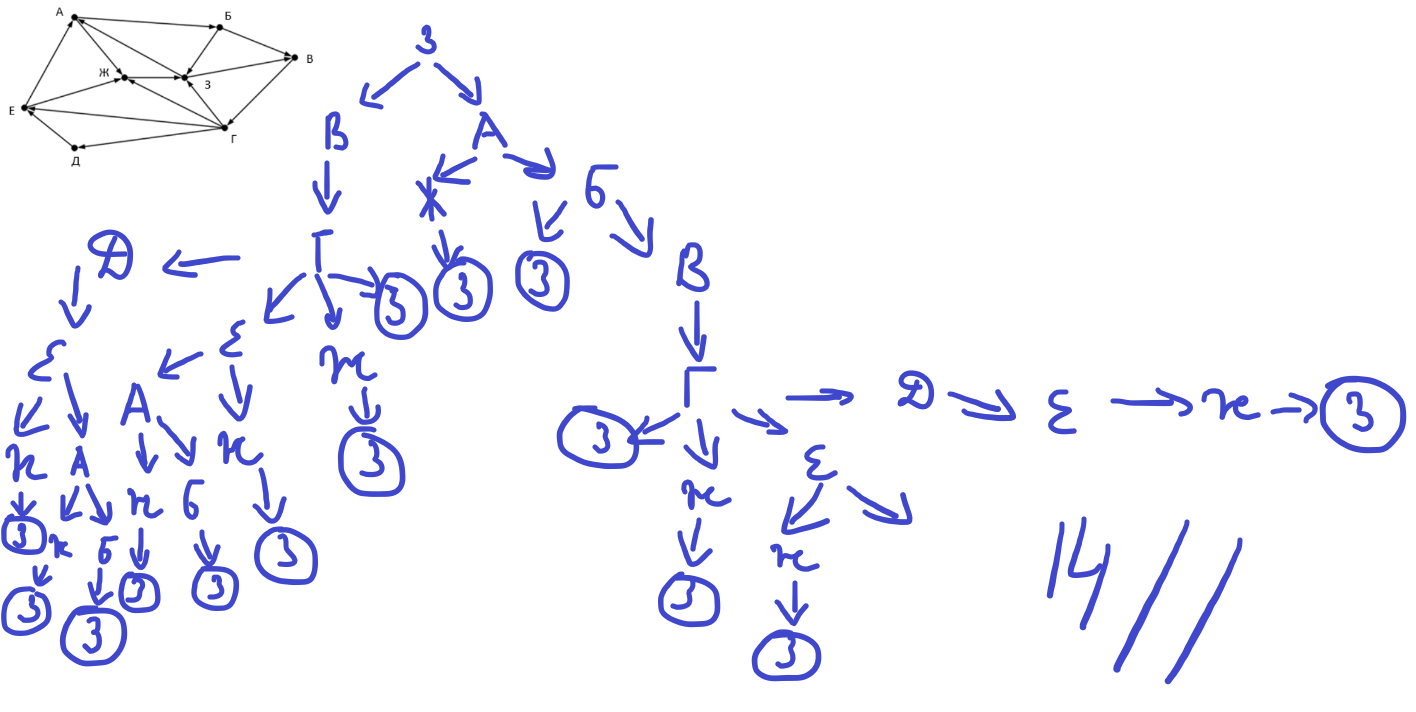 А
Б
В
Ж
З
Е
Г
Д
З
В А
Ж Б
Д Г З З З В
Е Е Ж Г Д Е Ж З
А З З
Ж А Ж Б Ж Е
З Ж Б З Ж Ж
З З З З З
З З
14